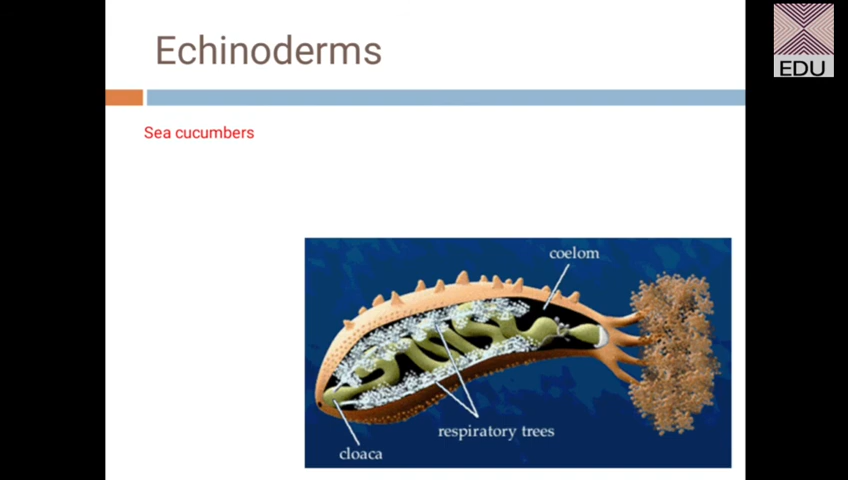 Echinoderms
EDU
Sea cucumbers
coelom
respiratory trees
cloaca